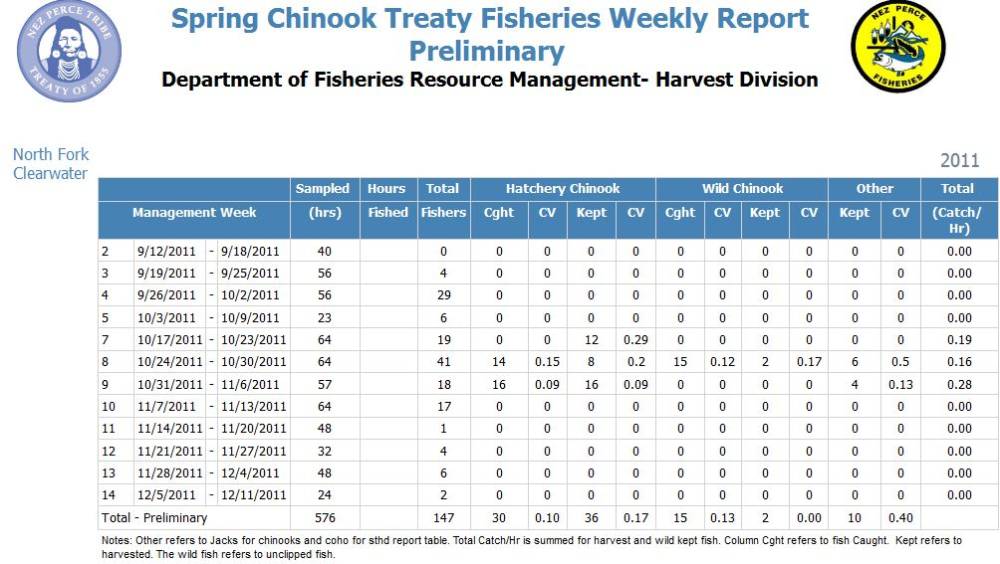 NEZ PERCE TRIBE
TREATY OF 1855
Spring Chinook Treaty Fisheries Weekly Report
Preliminary
Department of Fisheries Resource Management- Harvest Division
NEZ PERCE
FISHERIES
North Fork
Clearwater
2011
Sampled Hours Total Hatchery Chinook Wild Chinook Other Total
Management Week (hrs) Fished Fishers Cght CV Kept CV Cght CV Kept CV Kept CV (Catch/
Hr)
2 9/12/2011 - 9/18/2011 40 0 0 0 0 0 0 0 0 0 0 0 0.00
3 9/19/2011 - 9/25/2011 56 4 0 0 0 0 0 0 0 0 0 0 0.00
4 9/26/2011 - 10/2/2011 56 29 0 0 0 0 0 0 0 0 0 0 0.00
5 10/3/2011 - 10/9/2011 23 6 0 0 0 0 0 0 0 0 0 0 0.00
7 10/17/2011 - 10/23/2011 64 19 0 0 12 0.29 0 0 0 0 0 0 0.19
8 10/24/2011 - 10/30/2011 64 41 14 0.15 8 0.2 15 0.12 2 0.17 6 0.5 0.16
9 10/31/2011 - 11/6/2011 57 18 16 0.09 16 0.09 0 0 0 0 4 0.13 0.28
10 11/7/2011 - 11/13/2011 64 17 0 0 0 0 0 0 0 0 0 0 0.00
11 11/14/2011 - 11/20/2011 48 1 0 0 0 0 0 0 0 0 0 0 0.00
12 11/21/2011 - 11/27/2011 32 4 0 0 0 0 0 0 0 0 0 0 0.00
13 11/28/2011 - 12/4/2011 48 6 0 0 0 0 0 0 0 0 0 0 0.00
14 12/5/2011 - 12/11/2011 24 2 0 0 0 0 0 0 0 0 0 0 0.00
Total - Preliminary 576 147 30 0.10 36 0.17 15 0.13 2 0.00 10 0.40
Notes: Other refers to Jacks for chinooks and coho for sthd report table. Total Catch/Hr is summed for harvest and wild kept fish. Column Cght refers to fish Caught. Kept refers to
harvested. The wild fish refers to unclipped fish.